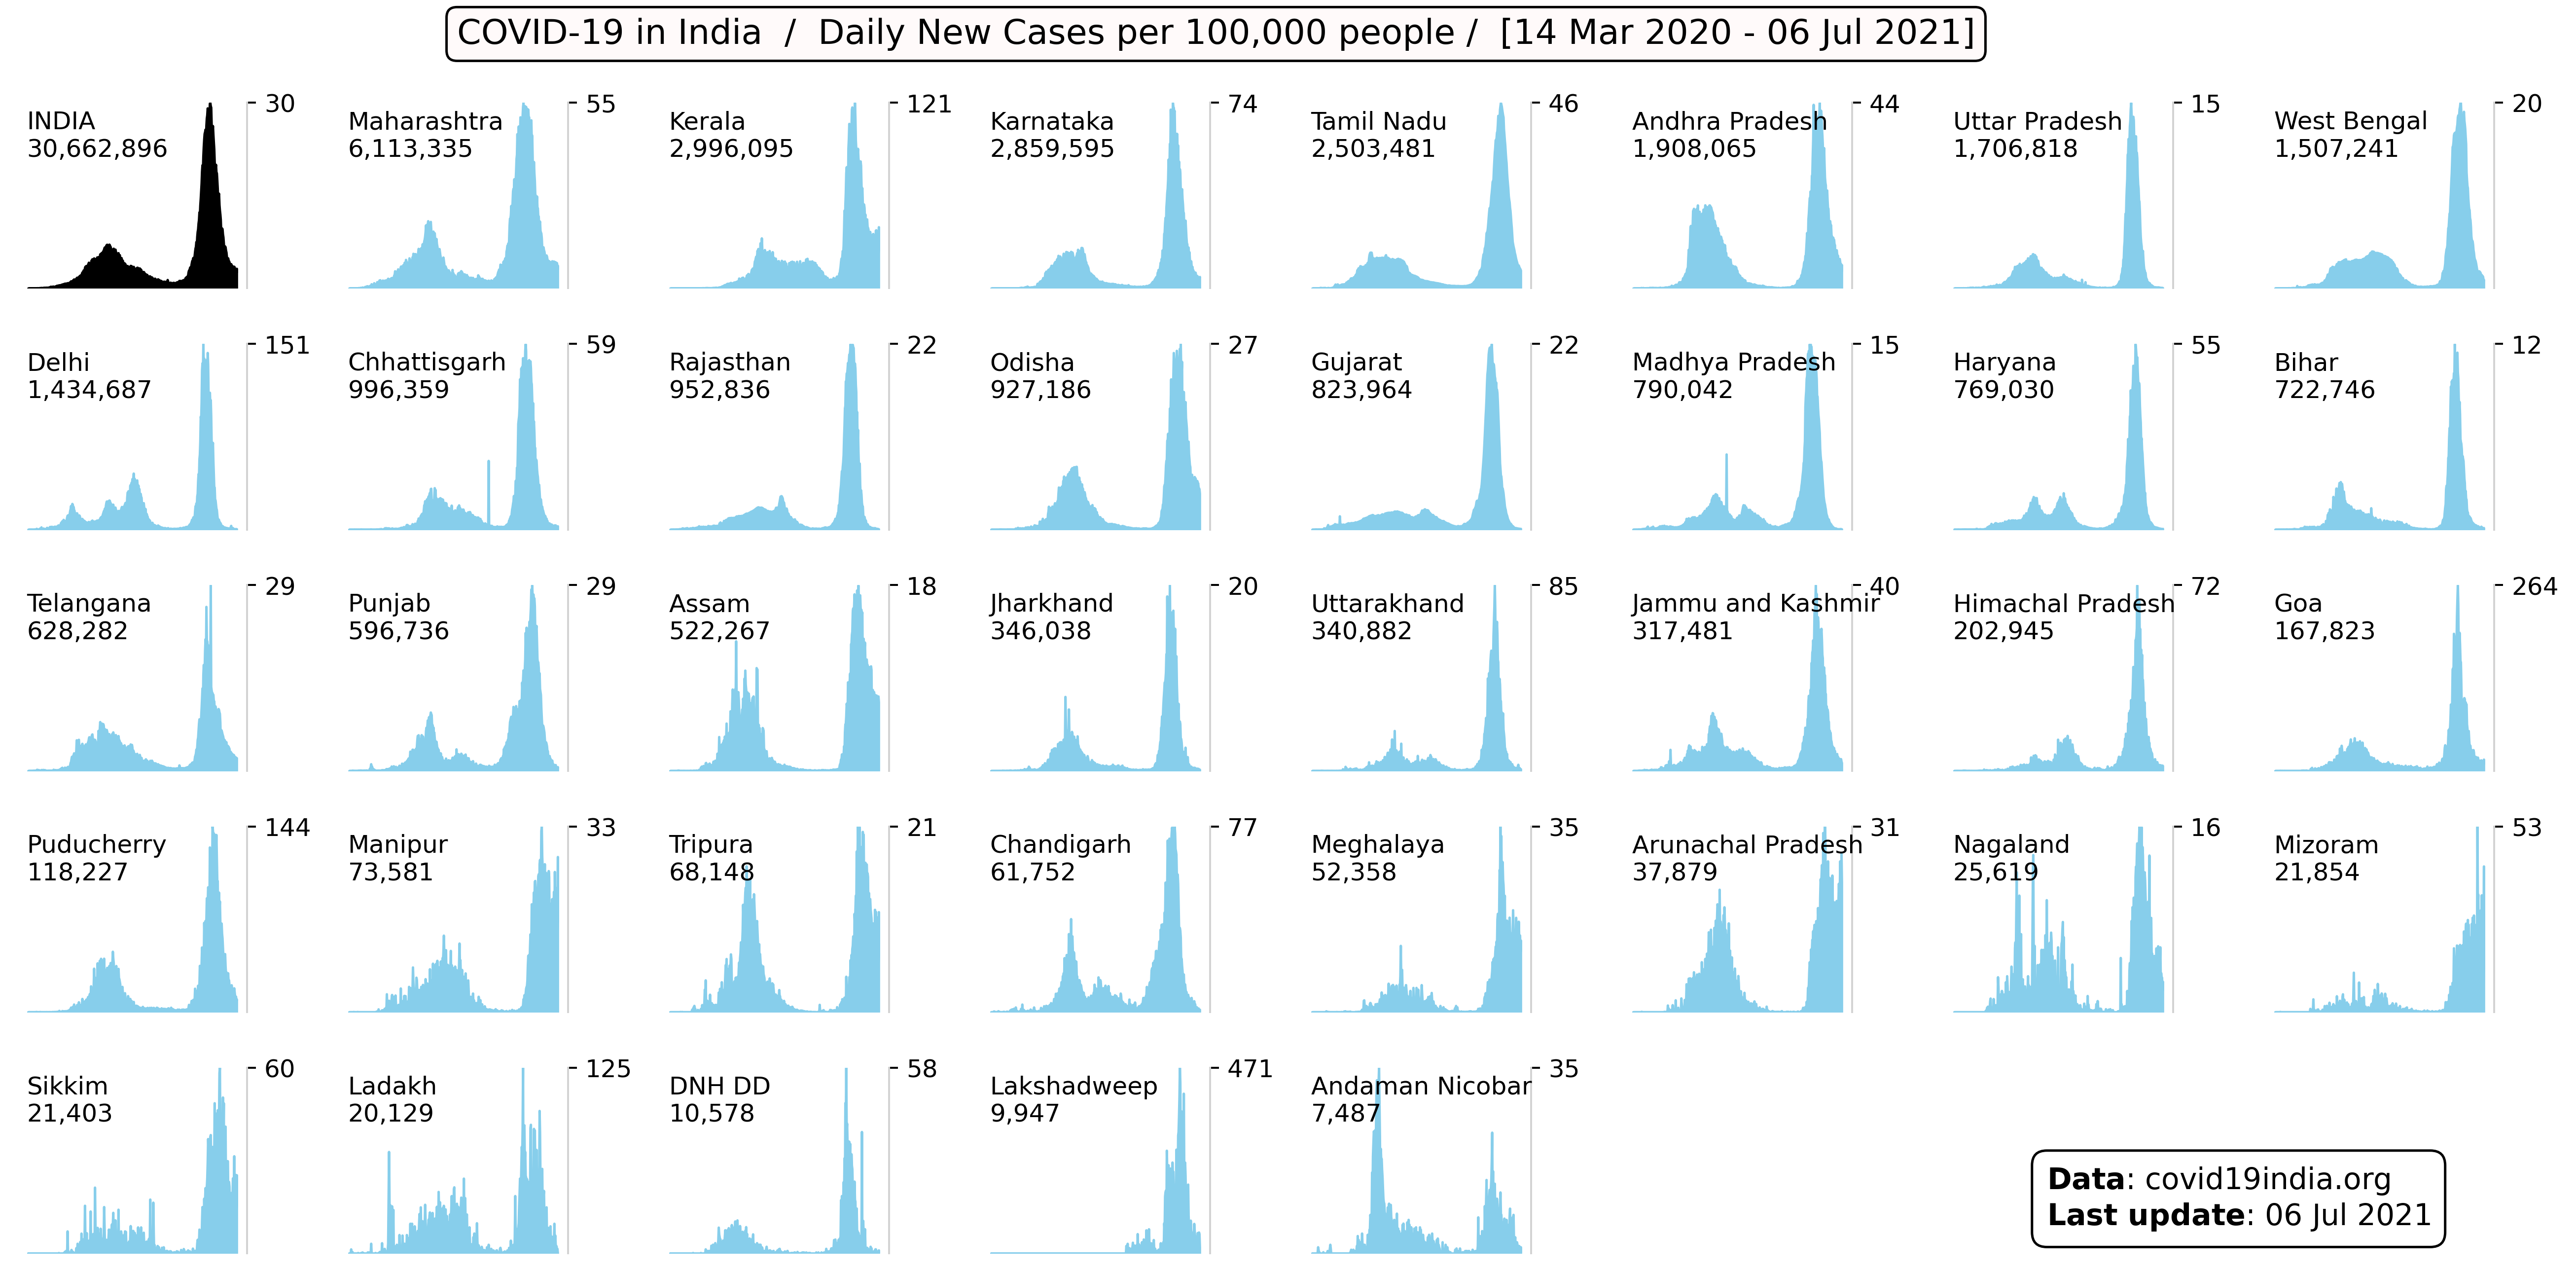 COVID-19 in India / Daily New Cases per 100,000 people / [14 Mar 2020 - 06 Jul 2021]
INDIA
30,662,896
30
Maharashtra
6,113,335
55
Kerala
2,996,095
121
Karnataka
2,859,595
74
Tamil Nadu
2,503,481
46
Andhra Pradesh
1,908,065
44
Uttar Pradesh
1,706,818
15
West Bengal
1,507,241
20
Delhi
1,434,687
151
Chhattisgarh
996,359
59
Rajasthan
952,836
22
Odisha
927,186
27
Gujarat
823,964
22
Madhya Pradesh
790,042
15
Haryana
769,030
55
Bihar
722,746
12
Telangana
628,282
29
Punjab
596,736
29
Assam
522,267
18
Jharkhand
346,038
20
Uttarakhand
340,882
85
Jammu and Kashmir
317,481
40
Himachal Pradesh
202,945
72
Goa
167,823
264
Puducherry
118,227
144
Manipur
73,581
33
Tripura
68,148
21
Chandigarh
61,752
77
Meghalaya
52,358
35
Arunachal Pradesh
37,879
31
Nagaland
25,619
16
Mizoram
21,854
53
Sikkim
21,403
60
Ladakh
20,129
125
DNH DD
10,578
58
Lakshadweep
9,947
471
Andaman Nicobar
7,487
35
Data: covid19india.org
Last update: 06 Jul 2021